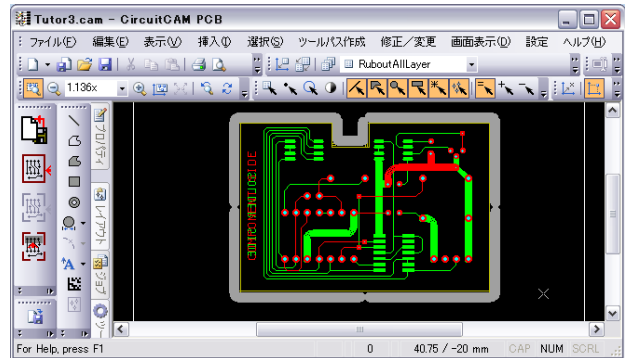 Tutor3.cam - CircuitCAM PCB
ファイル(F) 編集(E) 表示(V) 挿入(I) 選択(S) ツールパス作成 修正/変更 画面表示(D) 設定 ヘルプ(H)
RuboutAllLayer
1.136x
プロパティ
レイアウト
ジョブ
ツー
For Help, press F1 0 40.75 / -20 mm CAP NUM SCRL